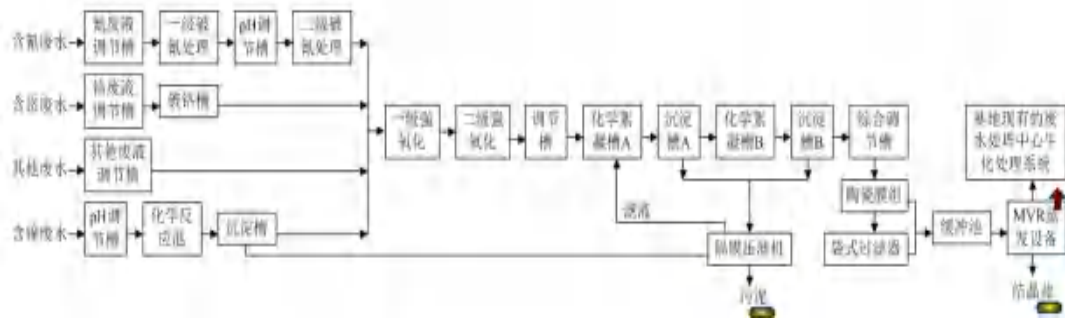 含氰废水
氰废液
调节槽
一级破
氰处理
pH调
节槽
二级破
氰处理
含铬废水
铬废液
调节槽
破铬槽
其他废水
其他废液
调节槽
含镍废水
pH调
节槽
化学反
应池
沉淀槽
一级强
氧化
二级强
氧化
调节
槽
化学絮
凝槽A
沉淀
槽A
化学絮
凝槽B
沉淀
槽B
综合调
节槽
滤液
隔膜压滤机
污泥
陶瓷膜组
袋式过滤器
缓冲池
基地现有的废
水处理中心生
化处理系统
MVR蒸
发设备
结晶盐